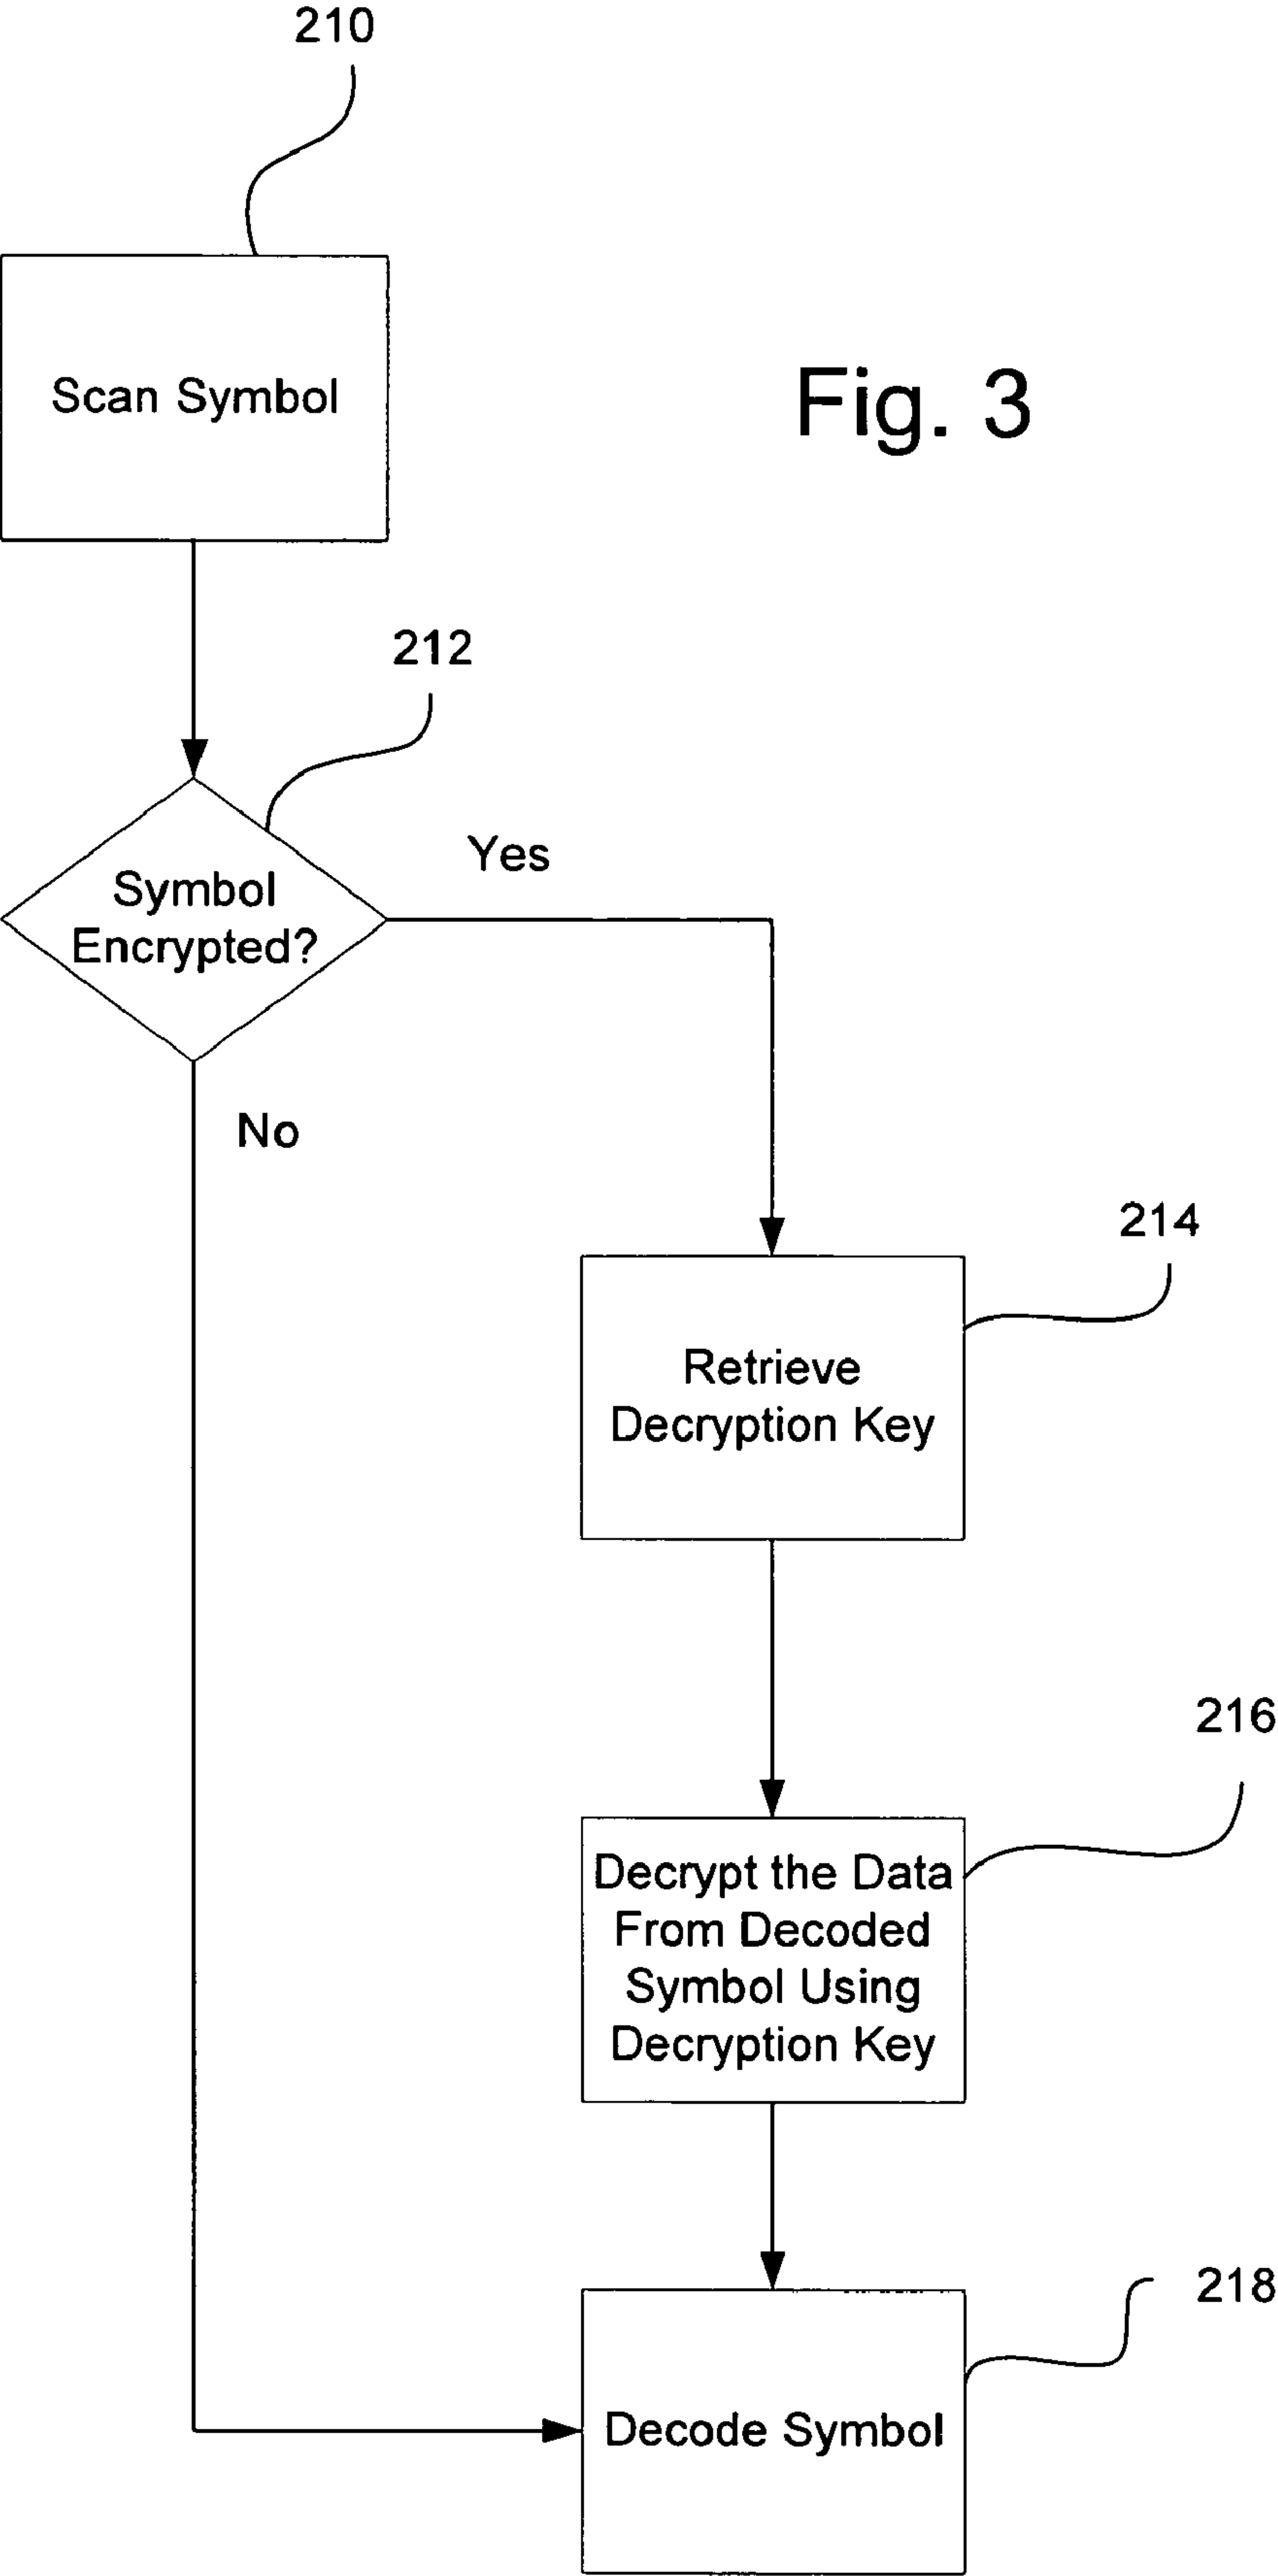 210
Scan Symbol
Fig. 3
212
Symbol
Encrypted?
Yes
No
214
Retrieve
Decryption Key
216
Decrypt the Data
From Decoded
Symbol Using
Decryption Key
218
Decode Symbol